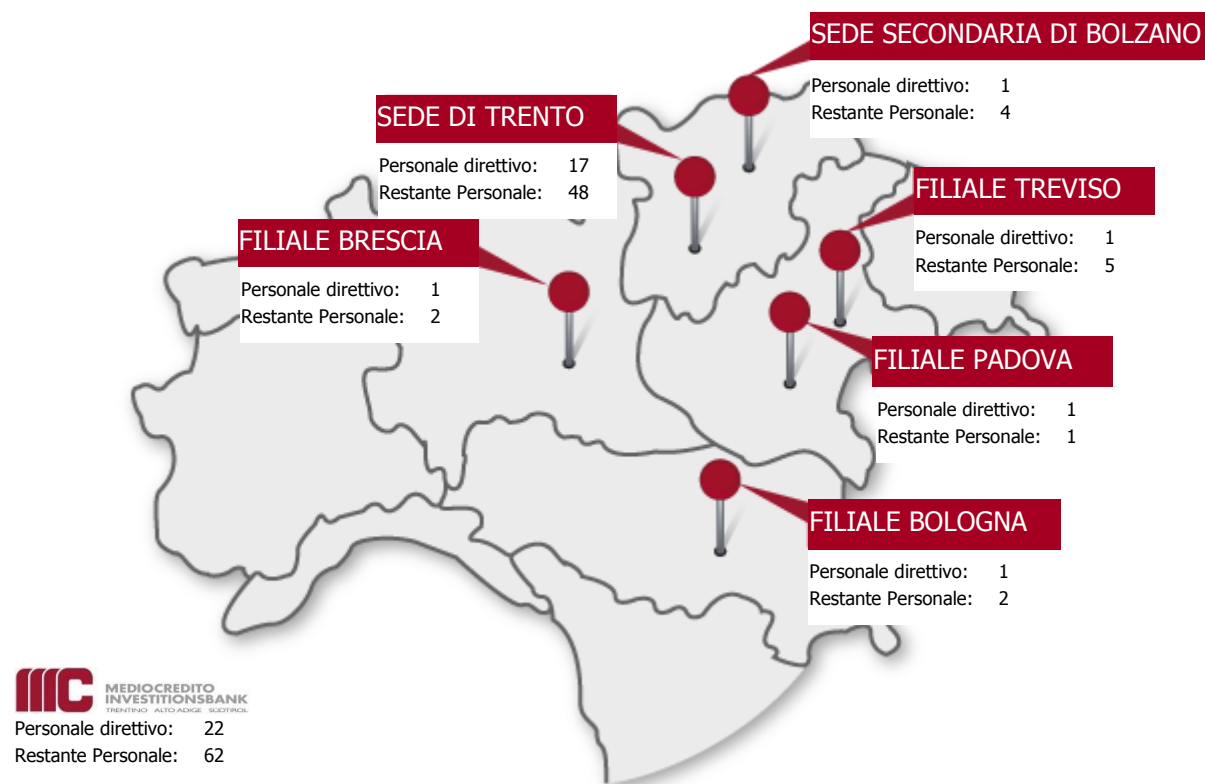 SEDE SECONDARIA DI BOLZANO
Personale direttivo: 1
Restante Personale: 4
SEDE DI TRENTO
Personale direttivo: 17
Restante Personale: 48
FILIALE TREVISO
Personale direttivo: 1
Restante Personale: 5
FILIALE BRESCIA
Personale direttivo: 1
Restante Personale: 2
FILIALE PADOVA
Personale direttivo: 1
Restante Personale: 1
FILIALE BOLOGNA
Personale direttivo: 1
Restante Personale: 2
MEDIOCREDITO
INVESTITIONSBANK
TRENTINO ALTO ADIGE SÜDTIROL
Personale direttivo: 22
Restante Personale: 62